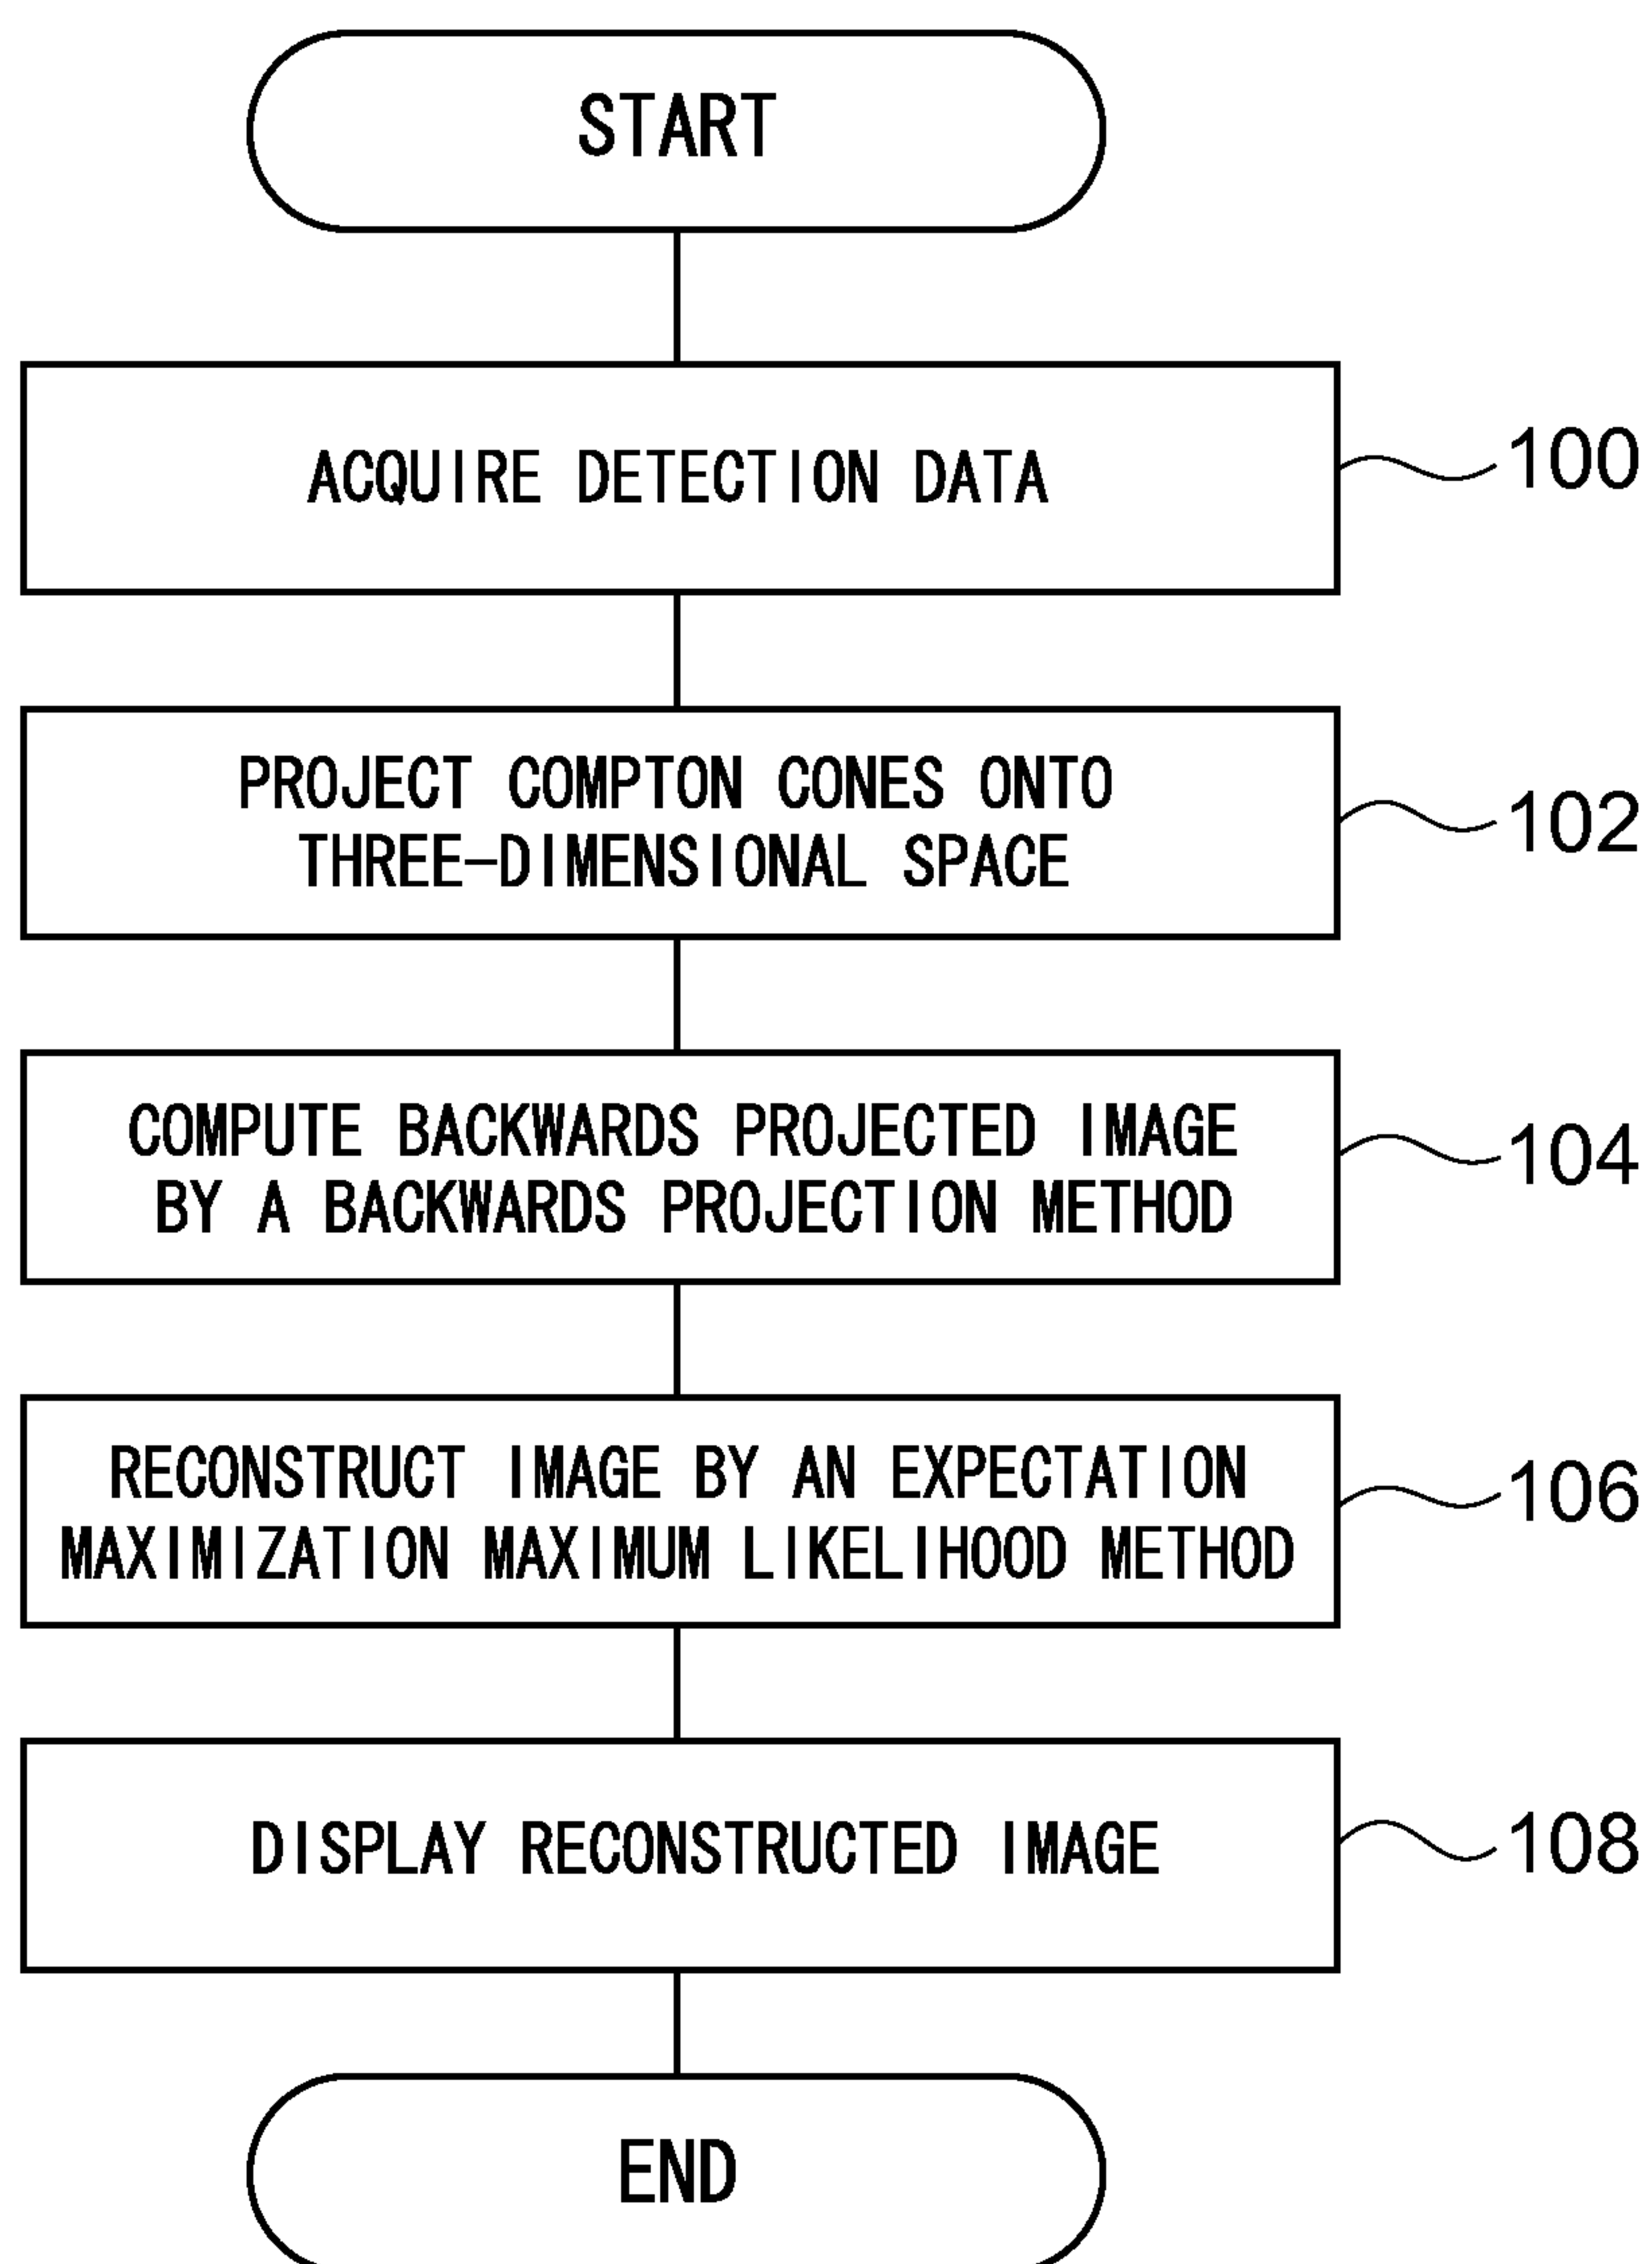 START
ACQUIRE DETECTION DATA
100
PROJECT COMPTON CONES ONTO
THREE-DIMENSIONAL SPACE
102
COMPUTE BACKWARDS PROJECTED IMAGE
BY A BACKWARDS PROJECTION METHOD
104
RECONSTRUCT IMAGE BY AN EXPECTATION
MAXIMIZATION MAXIMUM LIKELIHOOD METHOD
106
DISPLAY RECONSTRUCTED IMAGE
108
END